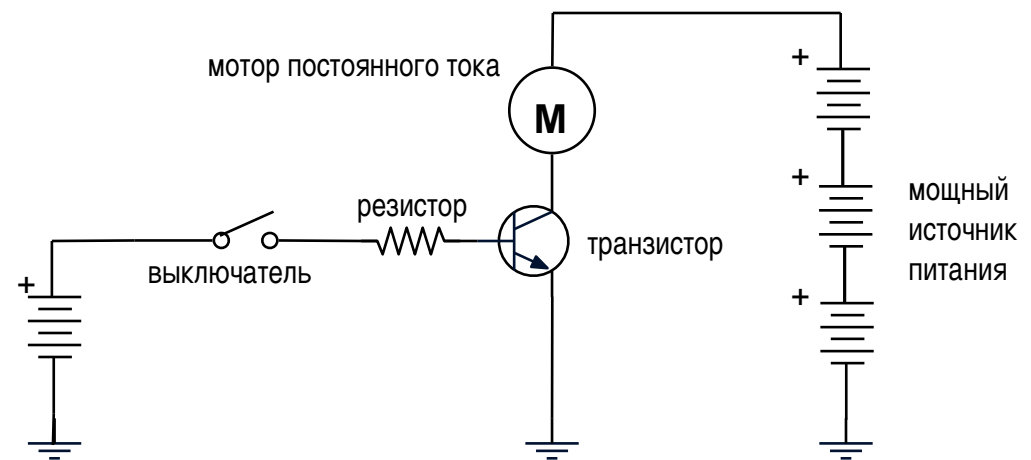 мотор постоянного тока
+
M
+
мощный
источник
питания
резистор
транзистор
выключатель
+
+